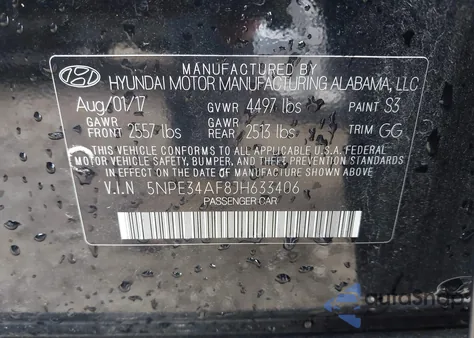 MANUFACTURED BY
HYUNDAI MOTOR MANUFACTURING ALABAMA, LLC
Aug/01/17 GVWR 4497 lbs PAINT S3
GAWR FRONT 2557 lbs GAWR REAR 2513 lbs TRIM GG
THIS VEHICLE CONFORMS TO ALL APPLICABLE U.S.A. FEDERAL
MOTOR VEHICLE SAFETY, BUMPER, AND THEFT PREVENTION STANDARDS
IN EFFECT ON THE DATE OF MANUFACTURE SHOWN ABOVE.
V.I.N 5NPE34AF8JH633406
PASSENGER CAR
autoSnap